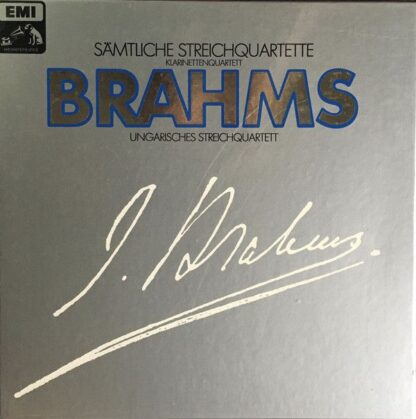 EMI
SÄMTLICHE STREICHQUARTETTE
KLARINETTENQUARTETT
BRAHMS
UNGARISCHES STREICHQUARTETT
J. Brahms.